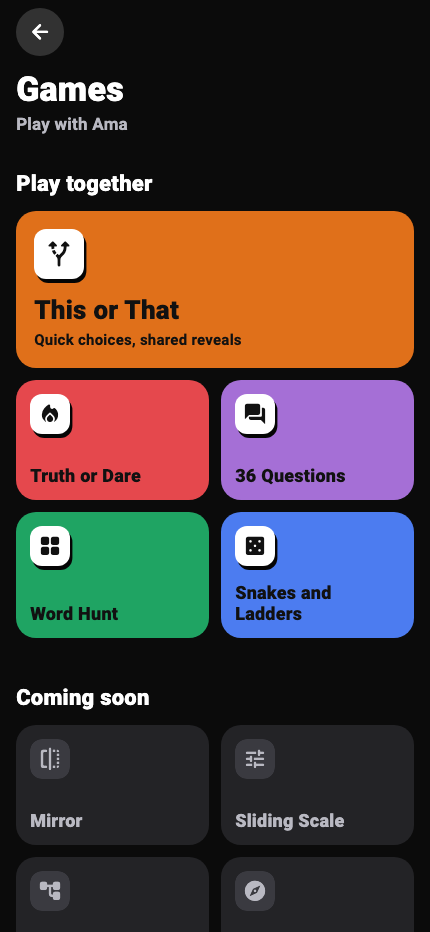 Games
Play with Ama
Play together
This or That
Quick choices, shared reveals
Truth or Dare
36 Questions
Word Hunt
Snakes and
Ladders
Coming soon
Mirror
Sliding Scale